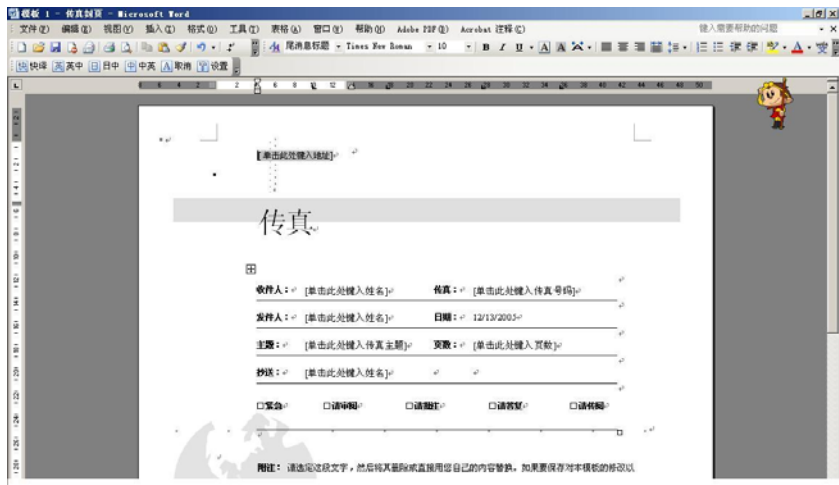 模板 1 - 传真封页 - Microsoft Word
文件(F) 编辑(E) 视图(V) 插入(I) 格式(O) 工具(T) 表格(A) 窗口(W) 帮助(H) Adobe PDF(B) Acrobat 注释(C) 键入需要帮助的问题
尾消息标题 Times New Roman 10 B I U A A
快译 英中 日中 中英 取消 设置
[单击此处键入地址]
传真
收件人： [单击此处键入姓名] 传真： [单击此处键入传真号码]
发件人： [单击此处键入姓名] 日期： 12/13/2005
主题： [单击此处键入传真主题] 页数： [单击此处键入页数]
抄送： [单击此处键入姓名]
□紧急 □请审阅 □请批注 □请答复 □请传阅
附注： 请选定这段文字，然后将其删除或直接用您自己的内容替换。如果要保存对本模板的修改以